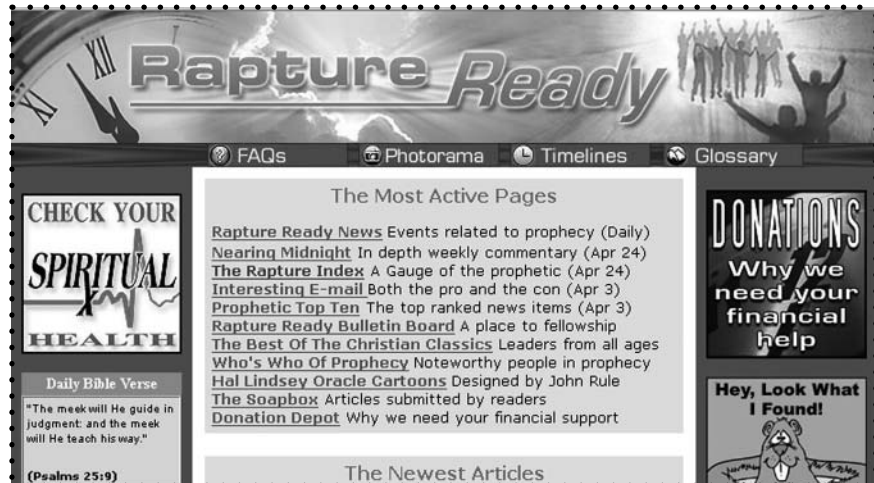 XI
XII
Rapture Ready
FAQs
Photorama
Timelines
Glossary
CHECK YOUR
SPIRITUAL
HEALTH
Daily Bible Verse
"The meek will He guide in
judgment: and the meek
will He teach his way."
(Psalms 25:9)
The Most Active Pages
Rapture Ready News Events related to prophecy (Daily)
Nearing Midnight In depth weekly commentary (Apr 24)
The Rapture Index A Gauge of the prophetic (Apr 24)
Interesting E-mail Both the pro and the con (Apr 3)
Prophetic Top Ten The top ranked news items (Apr 3)
Rapture Ready Bulletin Board A place to fellowship
The Best Of The Christian Classics Leaders from all ages
Who's Who Of Prophecy Noteworthy people in prophecy
Hal Lindsey Oracle Cartoons Designed by John Rule
The Soapbox Articles submitted by readers
Donation Depot Why we need your financial support
The Newest Articles
DONATIONS
Why we
need your
financial
help
Hey, Look What
I Found!